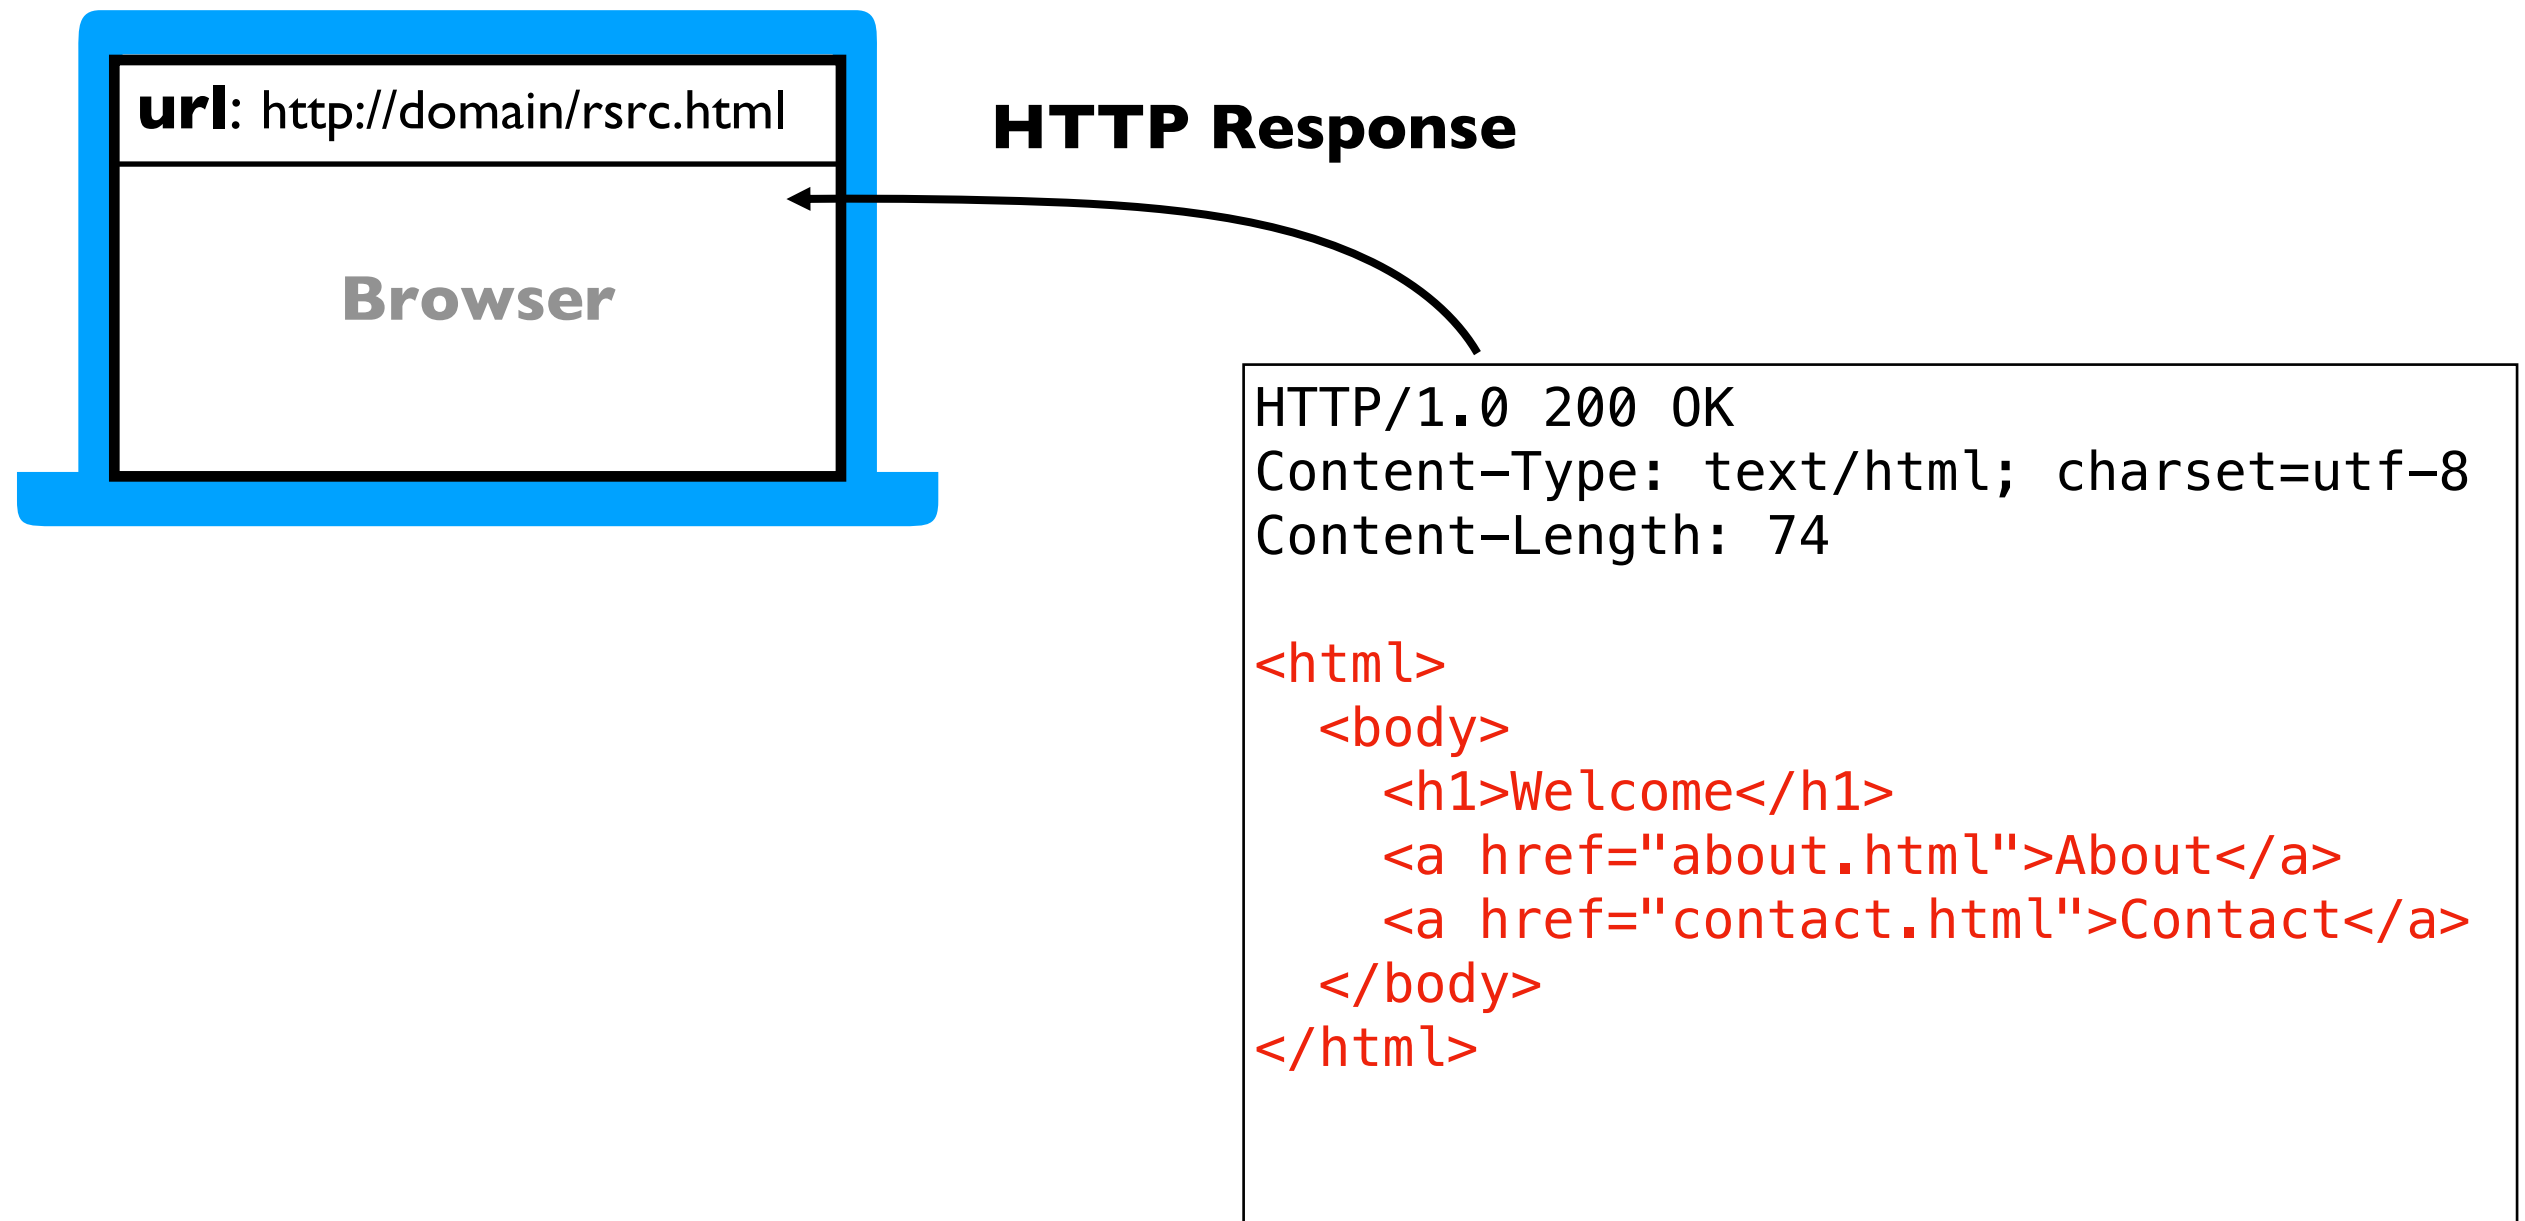 url: http://domain/rsrc.html
HTTP Response
Browser
HTTP/1.0 200 OK
Content-Type: text/html; charset=utf-8
Content-Length: 74

<html>
  <body>
    <h1>Welcome</h1>
    <a href="about.html">About</a>
    <a href="contact.html">Contact</a>
  </body>
</html>